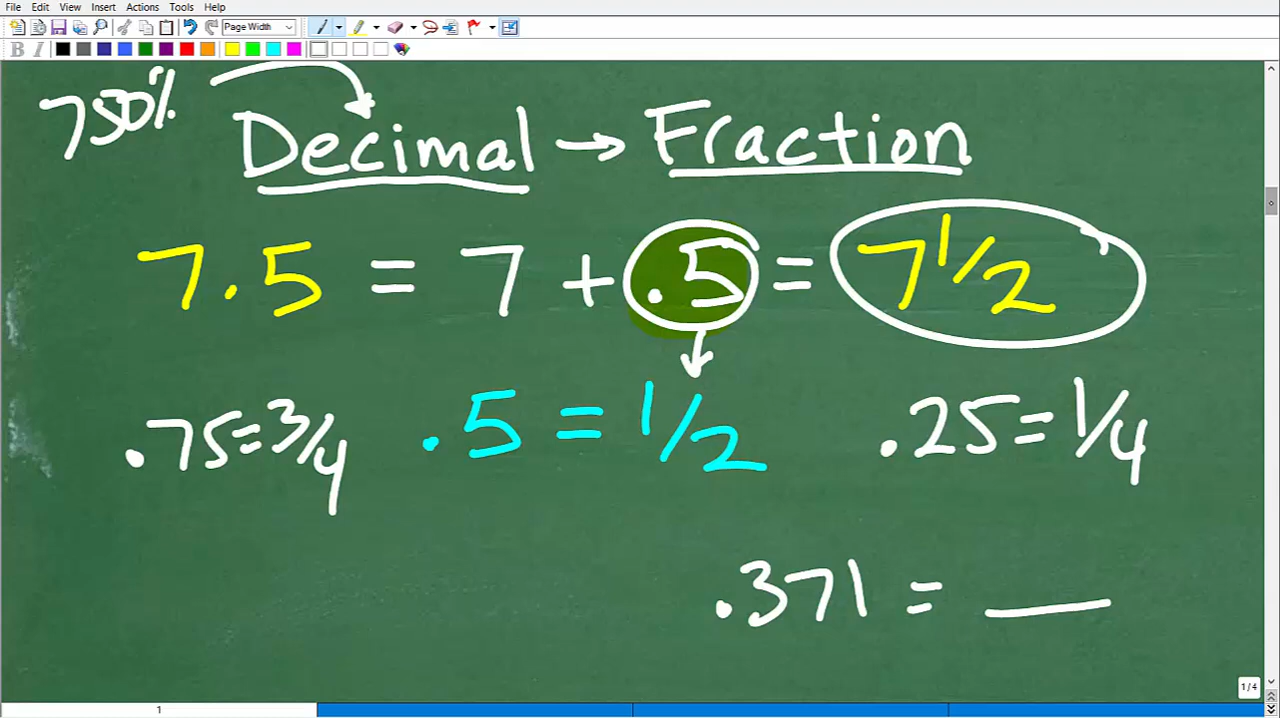 File Edit View Insert Actions Tools Help
Page Width
B I
750%
Decimal → Fraction
7.5 = 7 + .5 = 7 1/2
.75 = 3/4 .5 = 1/2 .25 = 1/4
.371 = __
1/4
1